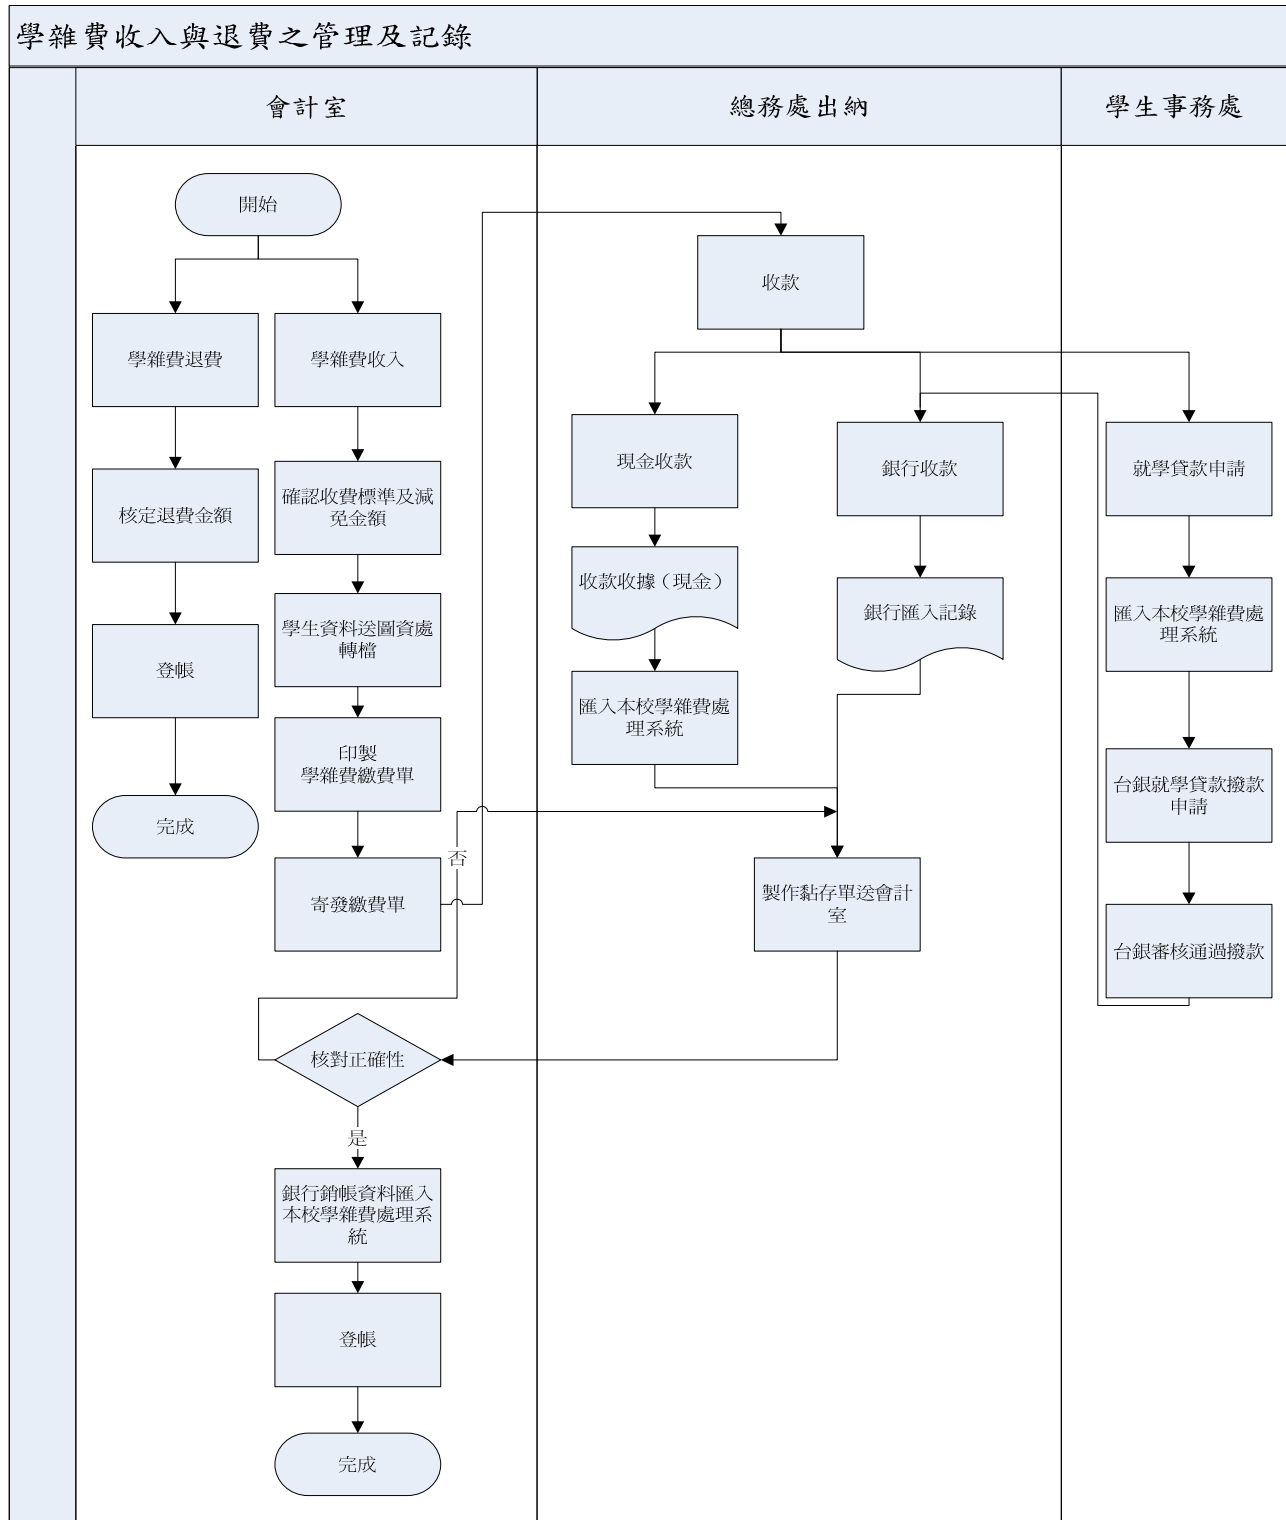 學雜費收入與退費之管理及記錄
會計室
總務處出納
學生事務處
開始
學雜費退費
核定退費金額
登帳
完成
學雜費收入
確認收費標準及減
免金額
學生資料送圖資處
轉檔
印製
學雜費繳費單
寄發繳費單
否
核對正確性
是
銀行銷帳資料匯入
本校學雜費處理系
統
登帳
完成
收款
現金收款
收款收據（現金）
匯入本校學雜費處
理系統
銀行收款
銀行匯入記錄
製作黏存單送會計
室
就學貸款申請
匯入本校學雜費處
理系統
台銀就學貸款撥款
申請
台銀審核通過撥款